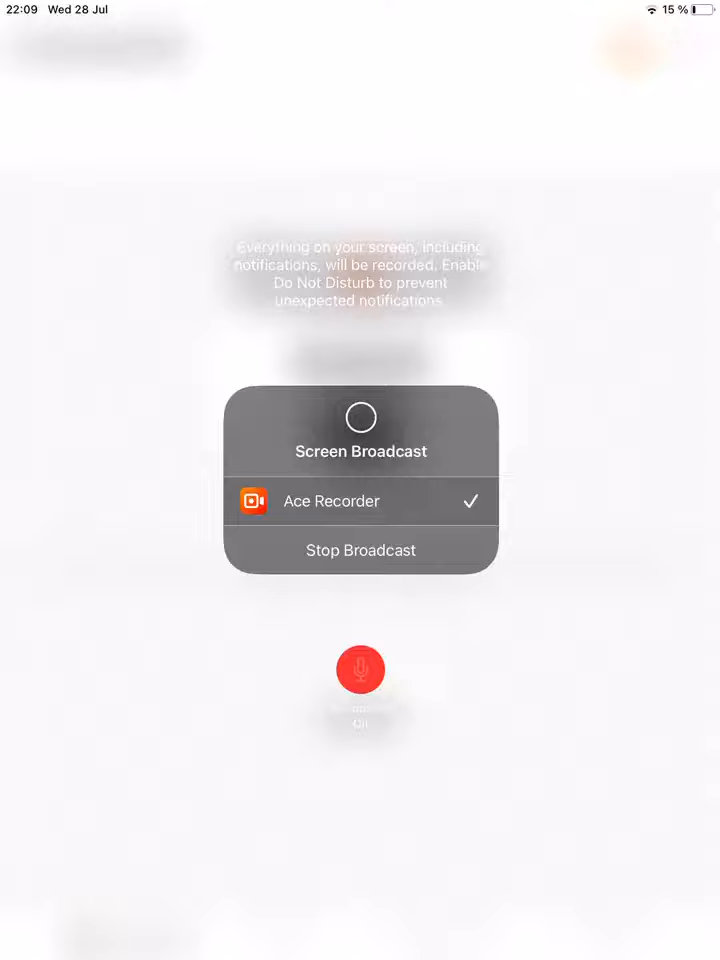 22:09 Wed 28 Jul 15 %
Everything on your screen, including
notifications, will be recorded. Enable
Do Not Disturb to prevent
unexpected notifications.
Screen Broadcast
Ace Recorder
Stop Broadcast